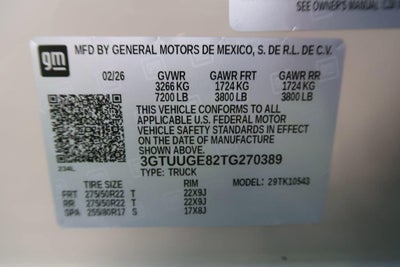 SEE OWNER'S MANUAL
gm
MFD BY GENERAL MOTORS DE MEXICO, S. DE R.L. DE C.V.
02/26 GVWR GAWR FRT GAWR RR
3266 KG 1724 KG 1724 KG
7200 LB 3800 LB 3800 LB
THIS VEHICLE CONFORMS TO ALL
APPLICABLE U.S. FEDERAL MOTOR
VEHICLE SAFETY STANDARDS IN EFFECT
ON THE DATE OF MANUFACTURE SHOWN ABOVE.
3GTUUGE82TG270389
TYPE: TRUCK MODEL: 29TK10543
234L
TIRE SIZE RIM
FRT 275/50R22 T 22X9J
RR 275/50R22 T 22X9J
SPA 255/80R17 S 17X8J